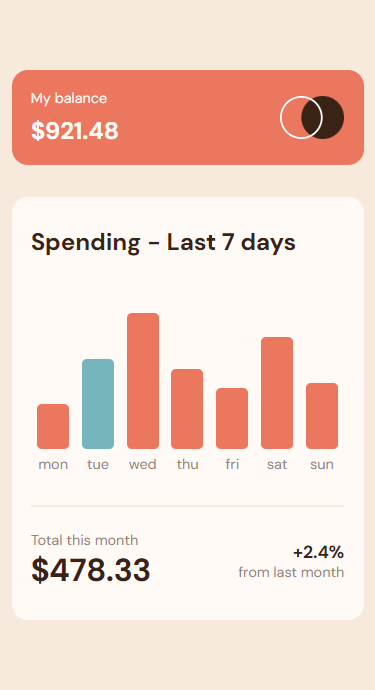 My balance
$921.48
Spending - Last 7 days
mon tue wed thu fri sat sun
Total this month
$478.33
+2.4%
from last month